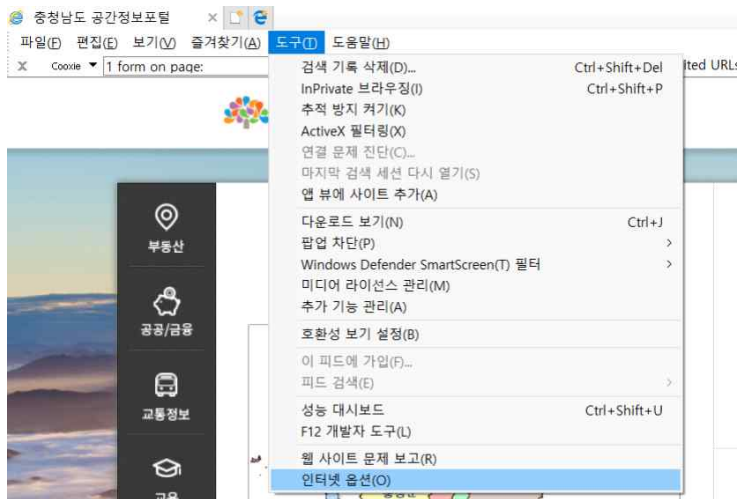 충청남도 공간정보포털
파일(F) 편집(E) 보기(V) 즐겨찾기(A) 도구(T) 도움말(H)
X Cooxie 1 form on page: ited URLs
검색 기록 삭제(D)... Ctrl+Shift+Del
InPrivate 브라우징(I) Ctrl+Shift+P
추적 방지 켜기(K)
ActiveX 필터링(X)
연결 문제 진단(C)...
마지막 검색 세션 다시 열기(S)
앱 뷰에 사이트 추가(A)
다운로드 보기(N) Ctrl+J
팝업 차단(P)
Windows Defender SmartScreen(T) 필터
미디어 라이선스 관리(M)
추가 기능 관리(A)
호환성 보기 설정(B)
이 피드에 가입(F)...
피드 검색(E)
성능 대시보드 Ctrl+Shift+U
F12 개발자 도구(L)
웹 사이트 문제 보고(R)
인터넷 옵션(O)
부동산
공공/금융
교통정보
교육